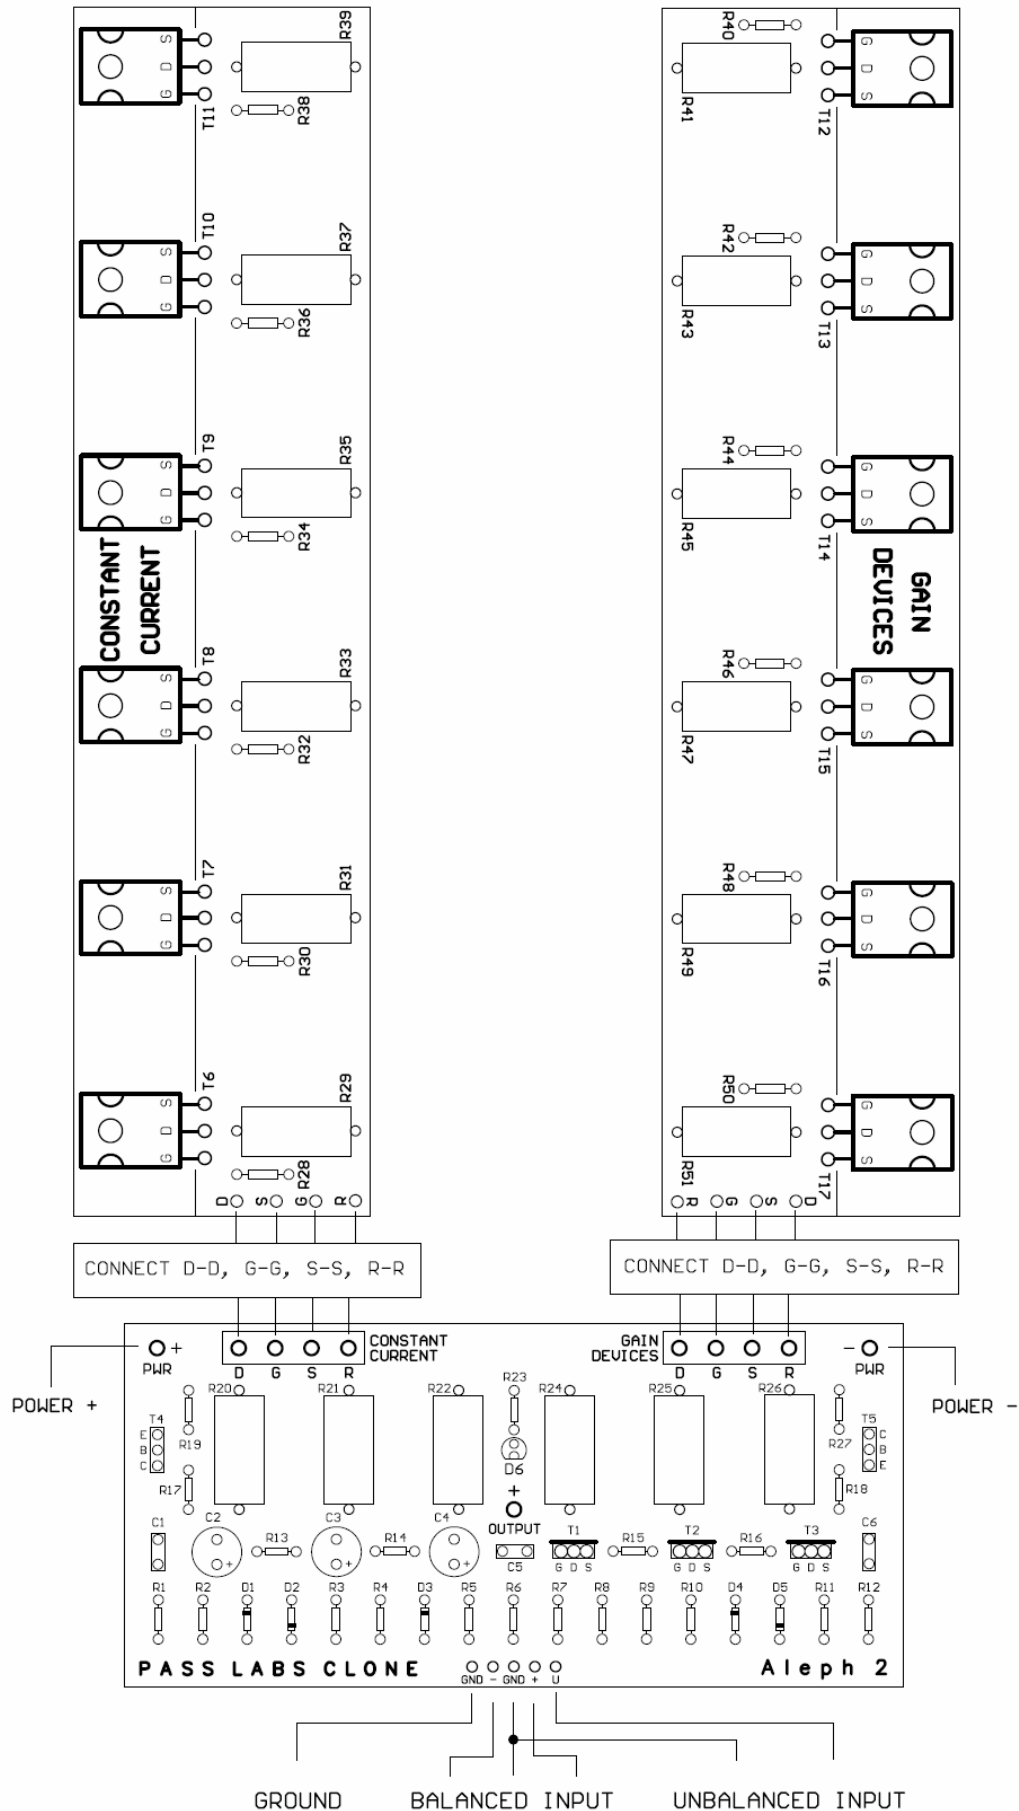 R39
R40
S
D
G
T11
R38
R41
G
D
S
T12
T10
R37
R42
S
D
G
R36
R43
G
D
S
T13
T9
R35
R44
S
D
G
R34
R45
G
D
S
T14
CONSTANT
CURRENT
GAIN
DEVICES
T8
R33
R46
S
D
G
R32
R47
G
D
S
T15
T7
R31
R48
S
D
G
R30
R49
G
D
S
T16
T6
R29
R50
S
D
G
R28
R51
G
D
S
T17
D S G R
R G S D
CONNECT D-D, G-G, S-S, R-R
CONNECT D-D, G-G, S-S, R-R
+
PWR
D G S R
CONSTANT
CURRENT
GAIN
DEVICES
D G S R
-
PWR
POWER +
POWER -
R20 R21 R22 R23 R24 R25 R26
T4
E
B
C
R19
R17
D6
+
OUTPUT
R27
R18
T5
C
B
E
C1 C2 R13 C3 R14 C4 C5 T1 R15 T2 R16 T3 C6
+ + +
G D S
G D S
G D S
R1 R2 D1 D2 R3 R4 D3 R5 R6 R7 R8 R9 R10 D4 D5 R11 R12
PASS LABS CLONE
Aleph 2
GND - GND + U
GROUND
BALANCED INPUT
UNBALANCED INPUT